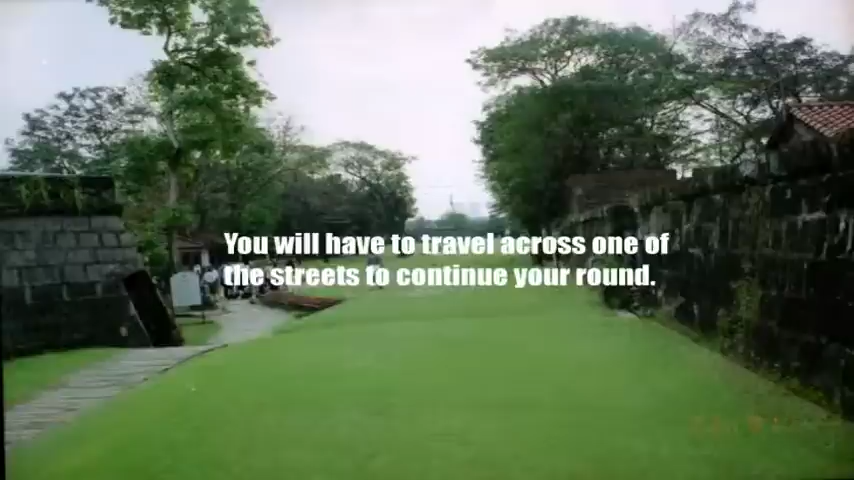 You will have to travel across one of
the streets to continue your round.